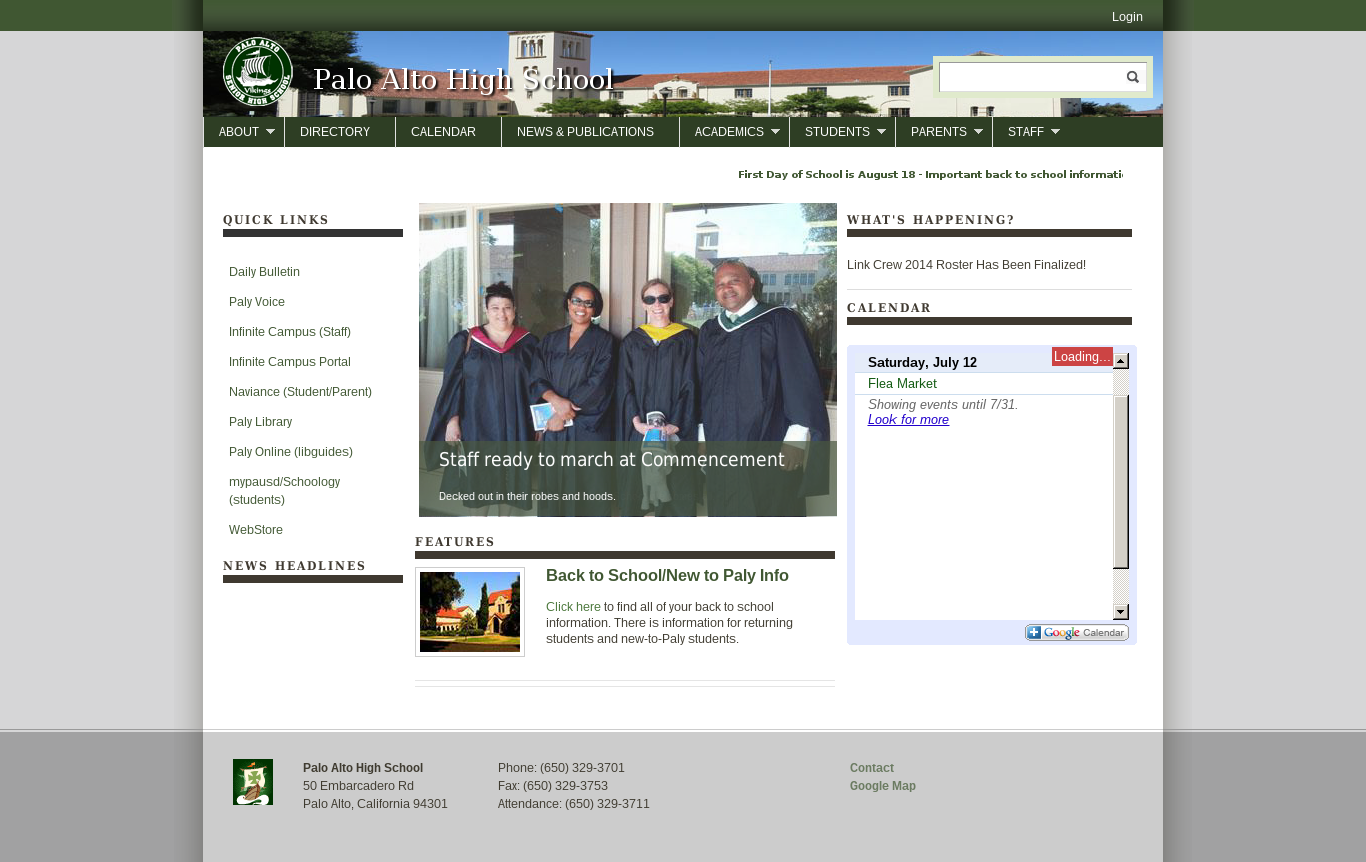 Login
PALO ALTO
Vikings
SENIOR HIGH SCHOOL
Palo Alto High School
ABOUT DIRECTORY CALENDAR NEWS & PUBLICATIONS ACADEMICS STUDENTS PARENTS STAFF
First Day of School is August 18 - Important back to school informati
QUICK LINKS
Daily Bulletin
Paly Voice
Infinite Campus (Staff)
Infinite Campus Portal
Naviance (Student/Parent)
Paly Library
Paly Online (libguides)
mypausd/Schoology
(students)
WebStore
NEWS HEADLINES
Staff ready to march at Commencement
Decked out in their robes and hoods.
FEATURES
Back to School/New to Paly Info
Click here to find all of your back to school
information. There is information for returning
students and new-to-Paly students.
WHAT'S HAPPENING?
Link Crew 2014 Roster Has Been Finalized!
CALENDAR
Saturday, July 12
Loading...
Flea Market
Showing events until 7/31.
Look for more
Google Calendar
Palo Alto High School
50 Embarcadero Rd
Palo Alto, California 94301
Phone: (650) 329-3701
Fax: (650) 329-3753
Attendance: (650) 329-3711
Contact
Google Map